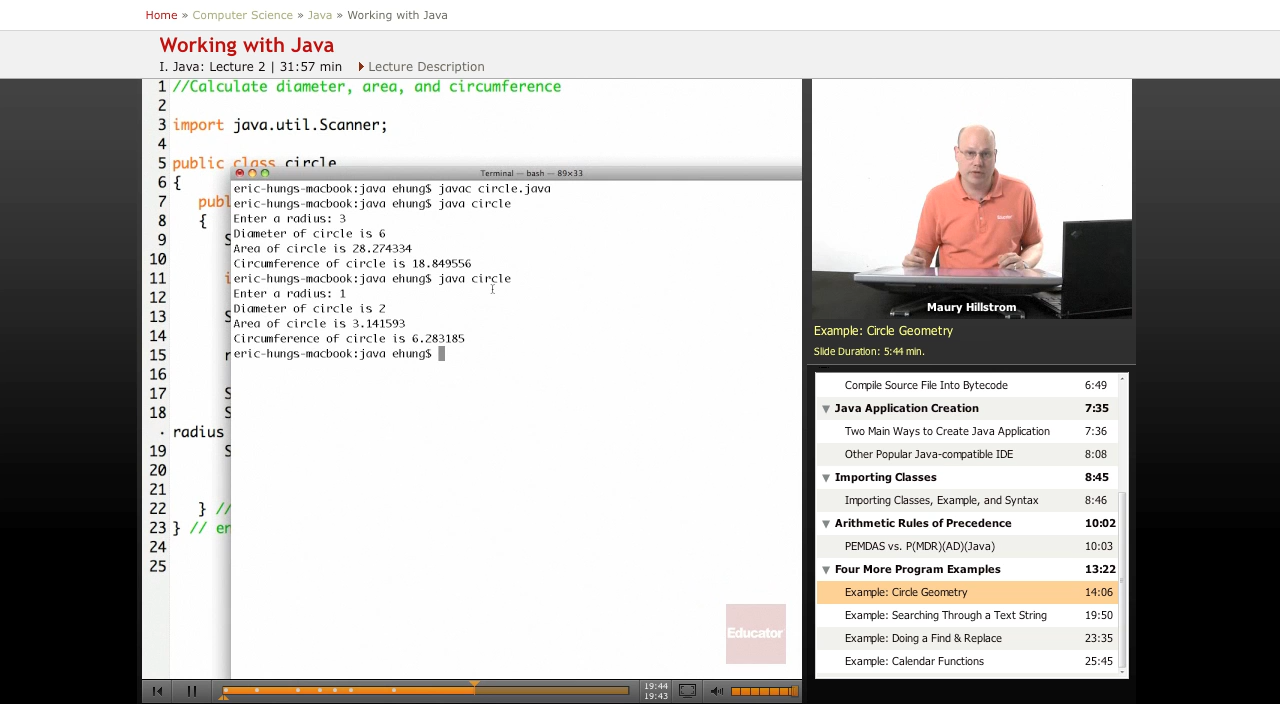 Home » Computer Science » Java » Working with Java
Working with Java
I. Java: Lecture 2 | 31:57 min Lecture Description
1 //Calculate diameter, area, and circumference
2
3 import java.util.Scanner;
4
5 public class circle
6 {
7 publ
8 {
9 S
10
11 i
12
13 S
14
15 r
16
17 S
18 S
· radius
19 S
20
21
22 } //
23 } // en
24
25
Terminal — bash — 89×33
eric-hungs-macbook:java ehung$ javac circle.java
eric-hungs-macbook:java ehung$ java circle
Enter a radius: 3
Diameter of circle is 6
Area of circle is 28.274334
Circumference of circle is 18.849556
eric-hungs-macbook:java ehung$ java circle
Enter a radius: 1
Diameter of circle is 2
Area of circle is 3.141593
Circumference of circle is 6.283185
eric-hungs-macbook:java ehung$
Educator
19:44
19:43
Maury Hillstrom
Example: Circle Geometry
Slide Duration: 5:44 min.
Compile Source File Into Bytecode 6:49
Java Application Creation 7:35
Two Main Ways to Create Java Application 7:36
Other Popular Java-compatible IDE 8:08
Importing Classes 8:45
Importing Classes, Example, and Syntax 8:46
Arithmetic Rules of Precedence 10:02
PEMDAS vs. P(MDR)(AD)(Java) 10:03
Four More Program Examples 13:22
Example: Circle Geometry 14:06
Example: Searching Through a Text String 19:50
Example: Doing a Find & Replace 23:35
Example: Calendar Functions 25:45